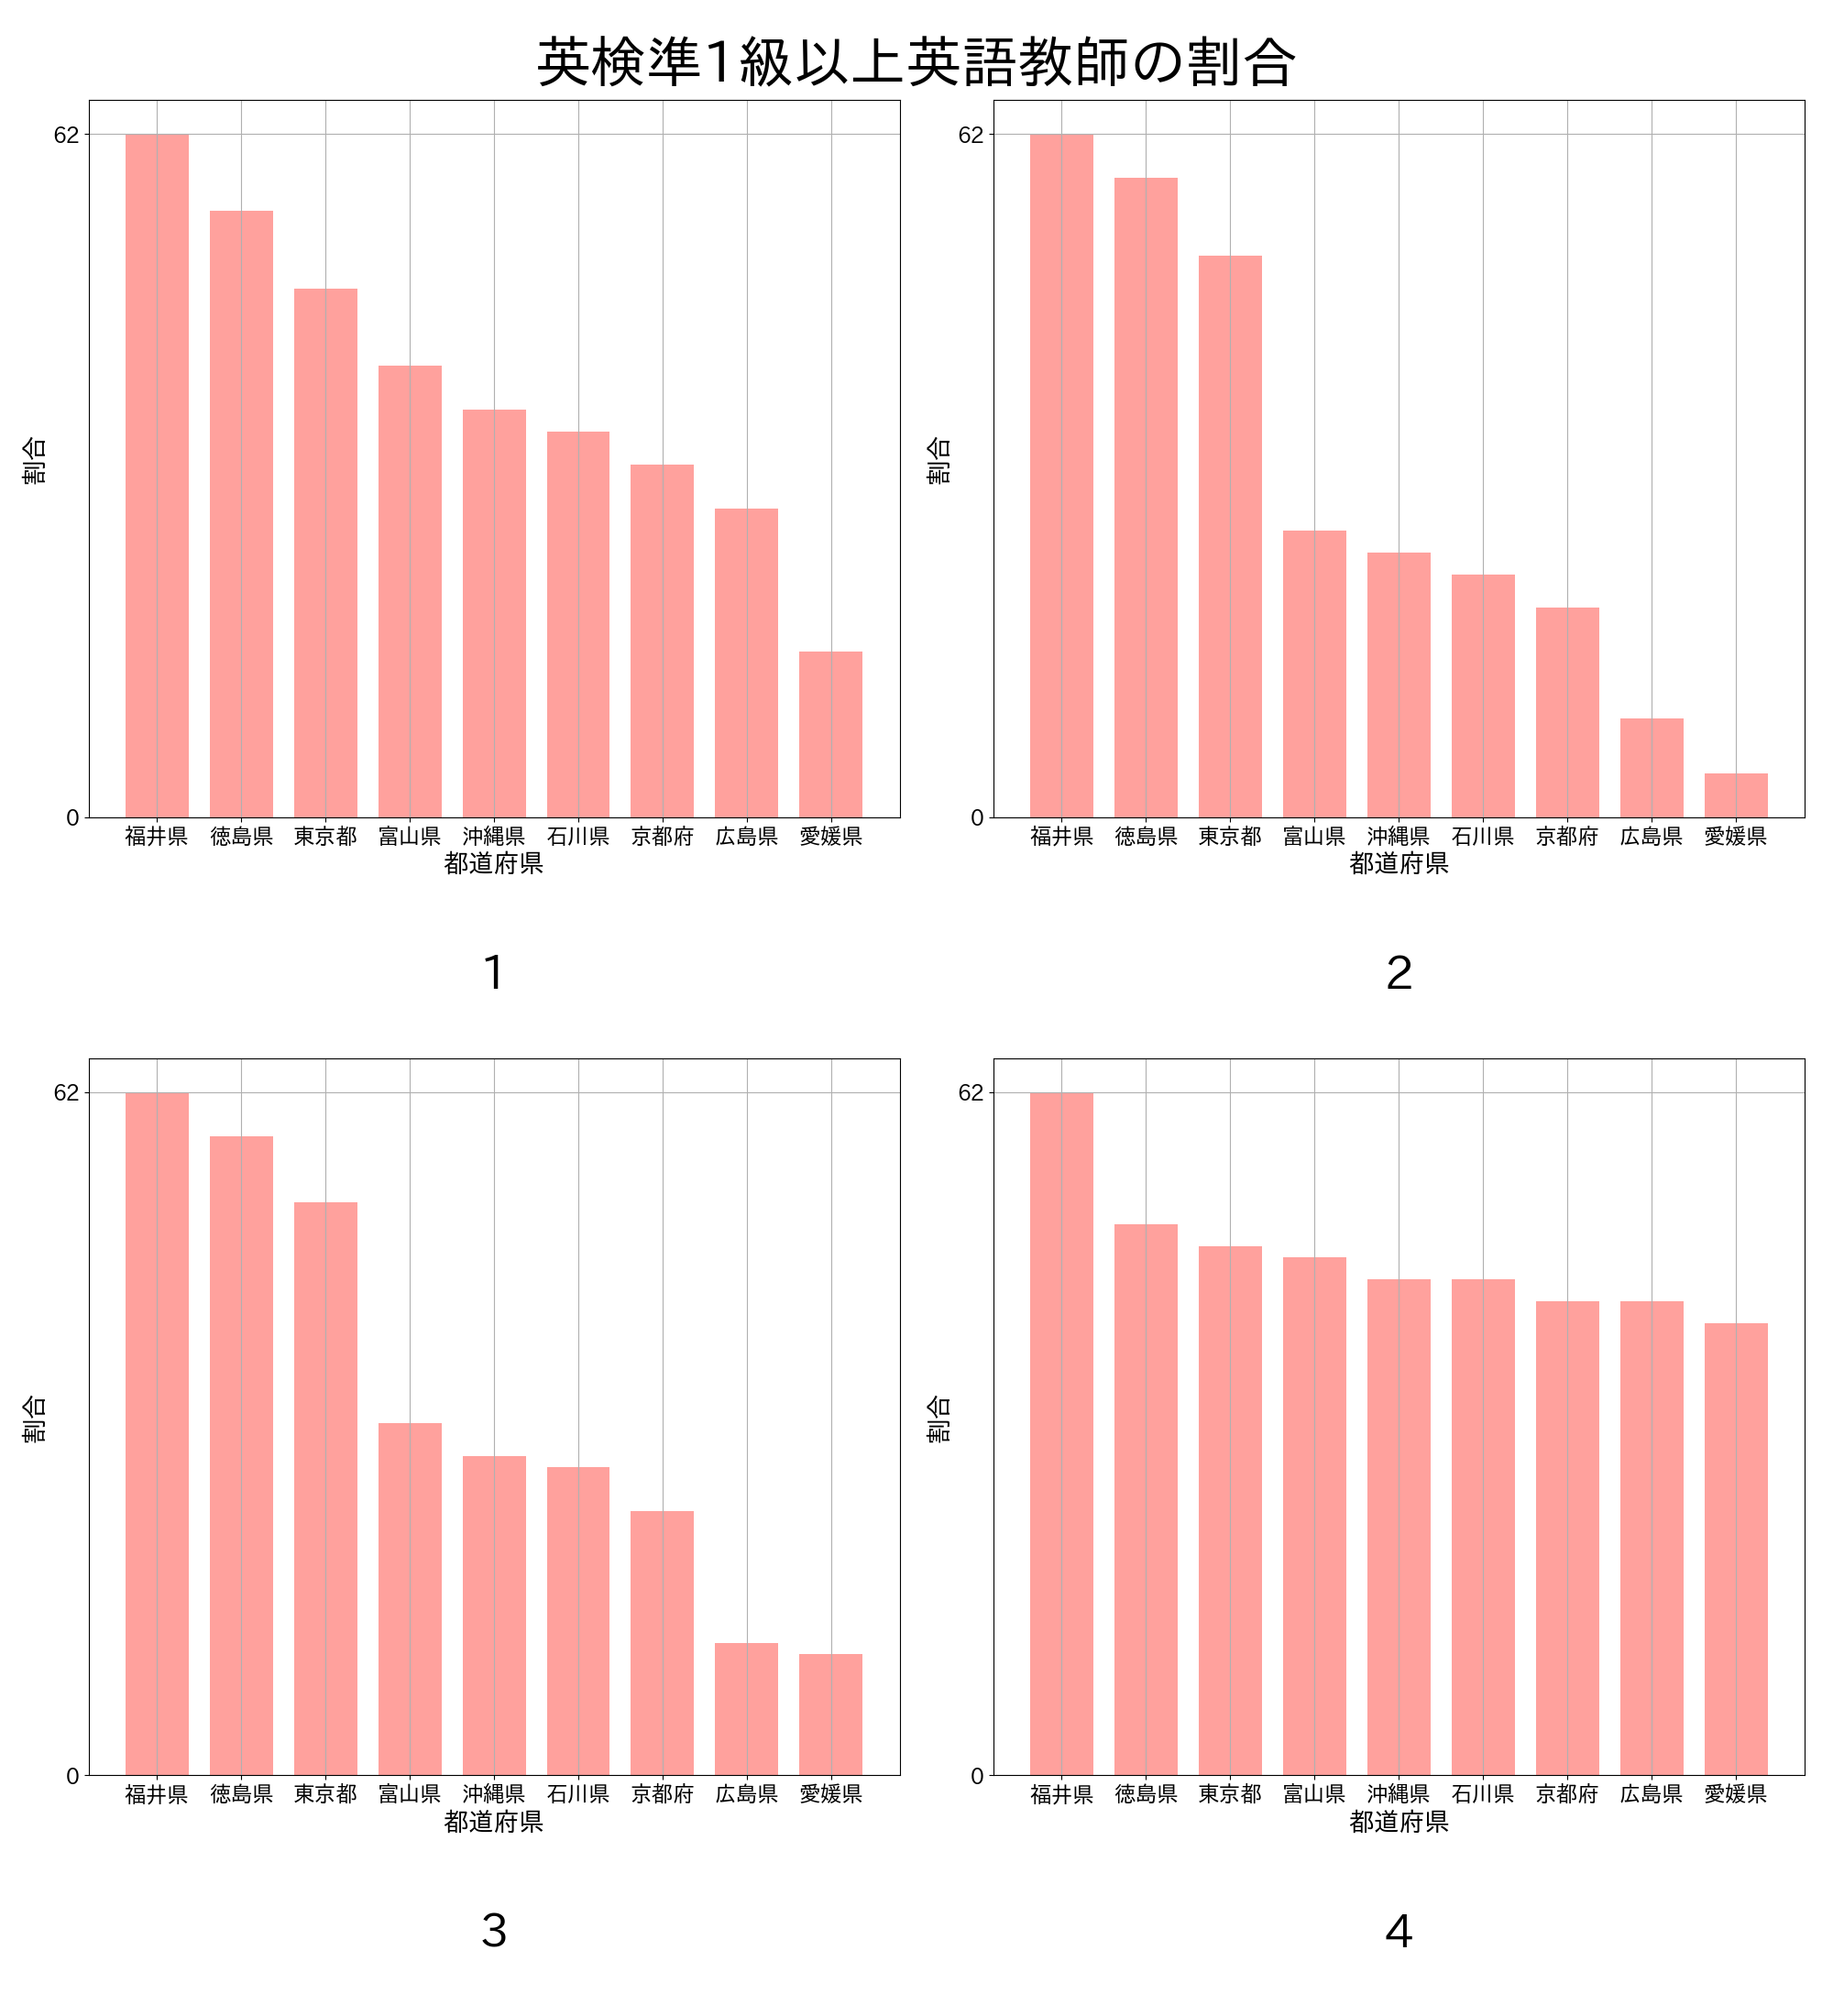 英検準1級以上英語教師の割合
62
0
割合
福井県 徳島県 東京都 富山県 沖縄県 石川県 京都府 広島県 愛媛県
都道府県
1
62
0
割合
福井県 徳島県 東京都 富山県 沖縄県 石川県 京都府 広島県 愛媛県
都道府県
2
62
0
割合
福井県 徳島県 東京都 富山県 沖縄県 石川県 京都府 広島県 愛媛県
都道府県
3
62
0
割合
福井県 徳島県 東京都 富山県 沖縄県 石川県 京都府 広島県 愛媛県
都道府県
4